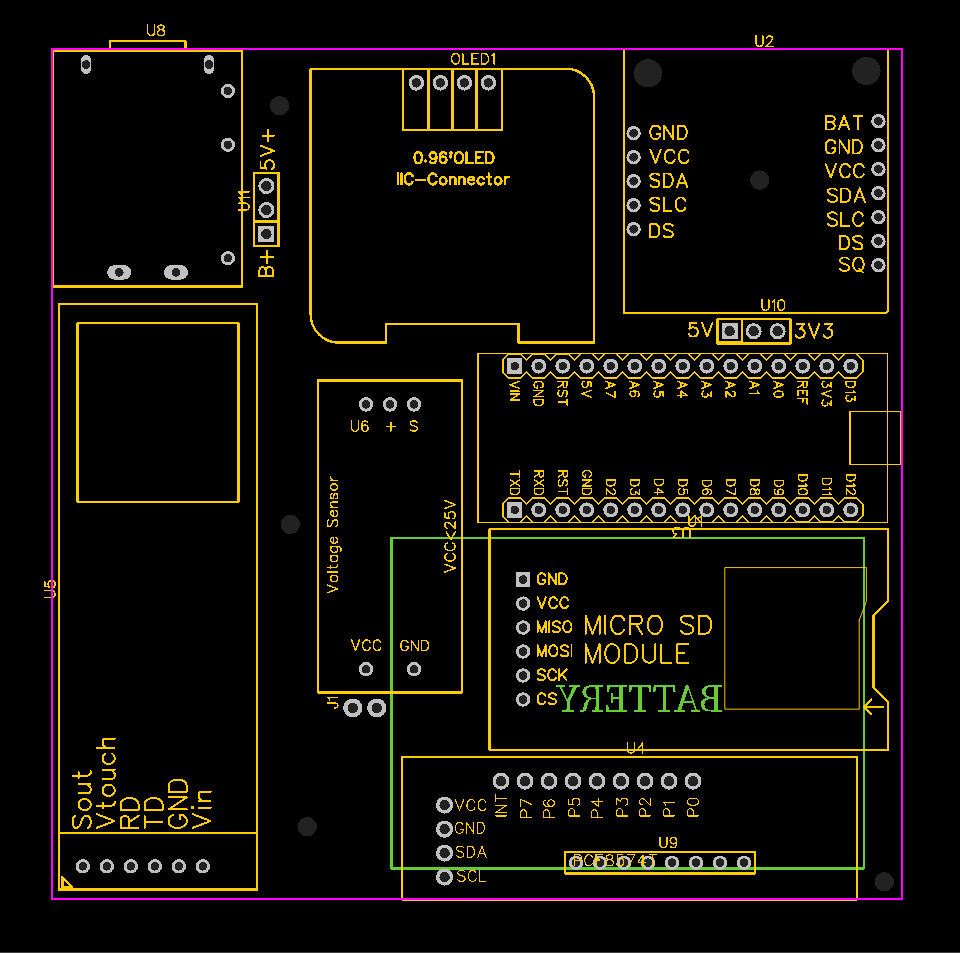 U8
U2
OLED1
0.96'OLED
IIC-Connector
5V+
U11
B+
GND
VCC
SDA
SLC
DS
BAT
GND
VCC
SDA
SLC
DS
SQ
U10
5V 3V3
VIN GND RST 5V A7 A6 A5 A4 A3 A2 A1 A0 REF 3V3 D13
TXD RXD RST GND D2 D3 D4 D5 D6 D7 D8 D9 D10 D11 D12
U3
U6 + S
Voltage Sensor
VCC<25V
VCC GND
J1
U5
GND
VCC
MISO
MOSI
SCK
CS
MICRO SD
MODULE
BATTERY
Sout
Vtouch
RD
TD
GND
Vin
U4
INT P7 P6 P5 P4 P3 P2 P1 P0
VCC
GND
SDA
SCL
U9
PCF8574T